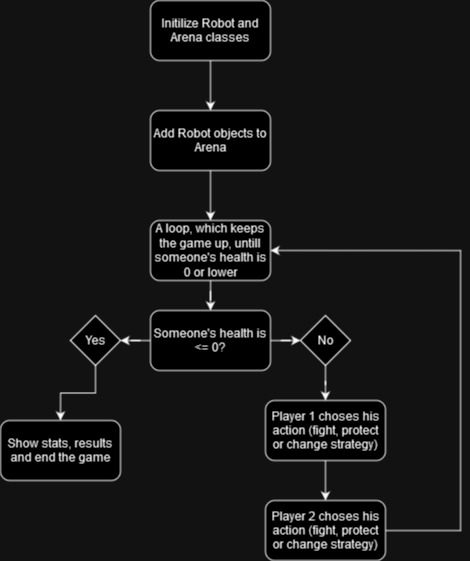 Initilize Robot and
Arena classes
Add Robot objects to
Arena
A loop, which keeps
the game up, untill
someone's health is
0 or lower
Someone's health is
<= 0?
Yes
No
Show stats, results
and end the game
Player 1 choses his
action (fight, protect
or change strategy)
Player 2 choses his
action (fight, protect
or change strategy)